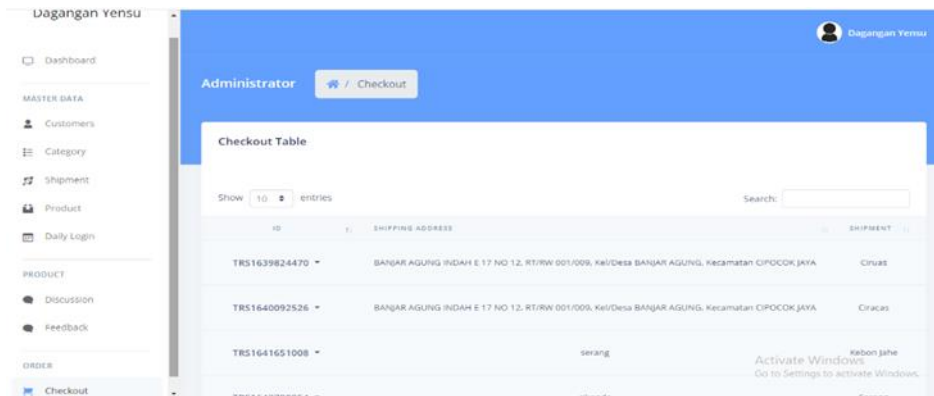 Dagangan Yensu
Dagangan Yensu
Dashboard
Administrator / Checkout
MASTER DATA
Customers
Category
Shipment
Product
Daily Login
PRODUCT
Discussion
Feedback
ORDER
Checkout
Checkout Table
Show 10 entries Search:
ID SHIPPING ADDRESS SHIPMENT
TRS1639824470 BANJAR AGUNG INDAH E 17 NO 12, RT/RW 001/009, Kel/Desa BANJAR AGUNG, Kecamatan CIPOCOK JAYA Ciruas
TRS1640092526 BANJAR AGUNG INDAH E 17 NO 12, RT/RW 001/009, Kel/Desa BANJAR AGUNG, Kecamatan CIPOCOK JAYA Ciracas
TRS1641651008 serang Kebon Jahe
Activate Windows
Go to Settings to activate Windows.